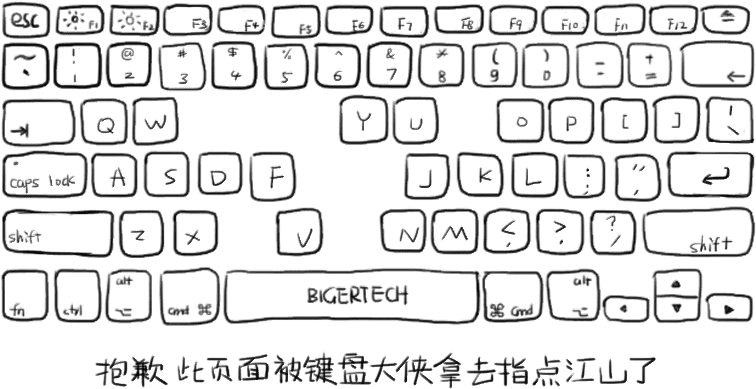 esc F1 F2 F3 F4 F5 F6 F7 F8 F9 F10 F11 F12
~ ` ! 1 @ 2 # 3 $ 4 % 5 ^ 6 & 7 * 8 ( 9 ) 0 - - + = ←
⇥ Q W Y U O P [ ] | \
caps lock A S D F J K L : ; " , ↵
shift Z X V N M < , > . ? / shift
fn ctrl alt ⌥ cmd ⌘ BIGERTECH ⌘ cmd alt ⌥ ◀ ▲ ▼ ▶
抱歉 此页面被键盘大侠拿去指点江山了